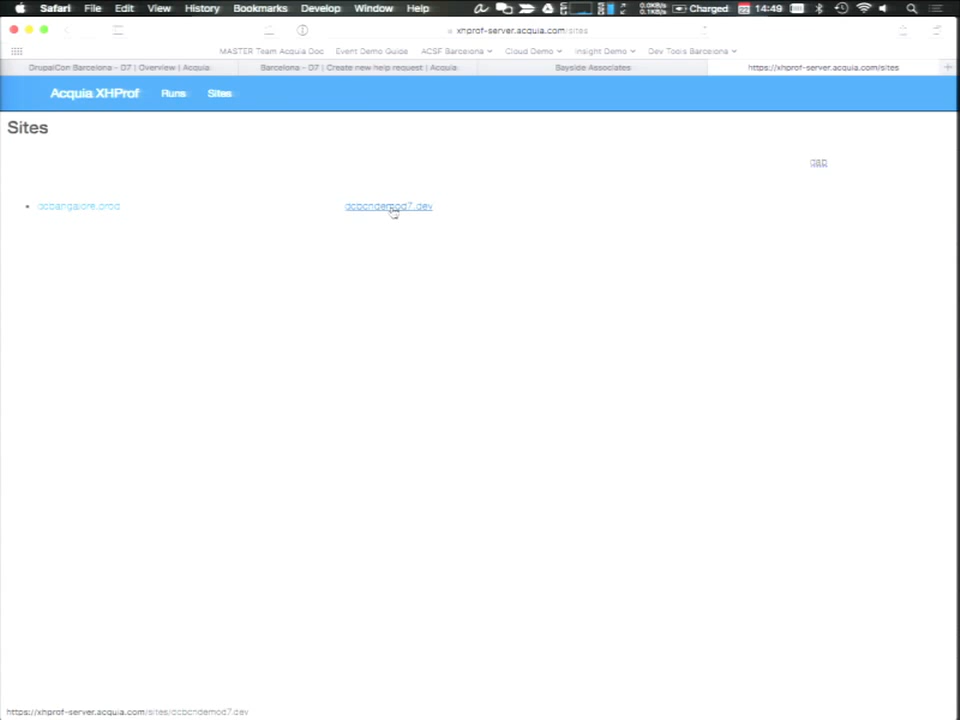 Safari File Edit View History Bookmarks Develop Window Help Charged 14:49
xhprof-server.acquia.com/sites
MASTER Team Acquia Doc Event Demo Guide ACSF Barcelona Cloud Demo Insight Demo Dev Tools Barcelona
DrupalCon Barcelona - D7 | Overview | Acquia Barcelona - D7 | Create new help request | Acquia Bayside Associates https://xhprof-server.acquia.com/sites
Acquia XHProf Runs Sites
Sites
dcbangalore.prod dcbcndemod7.dev
https://xhprof-server.acquia.com/sites/dcbcndemod7.dev